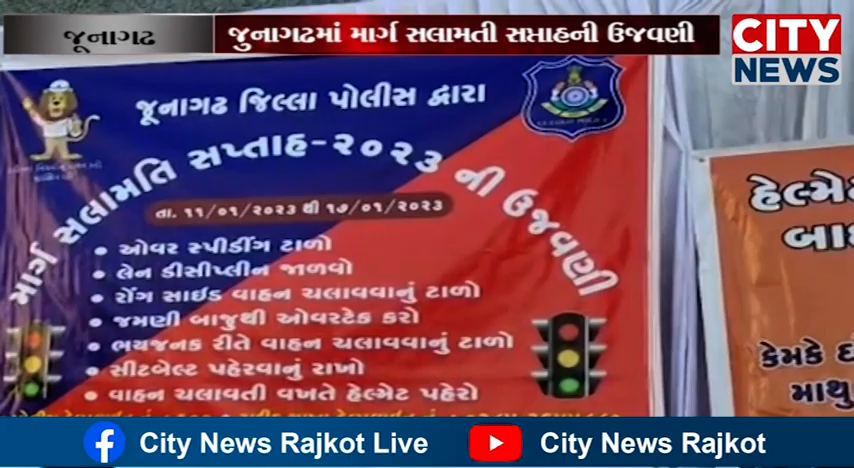 જૂનાગઢ
જુનાગઢમાં માર્ગ સલામતી સપ્તાહની ઉજવણી
CITY
NEWS
જૂનાગઢ જિલ્લા પોલીસ દ્વારા
માર્ગ સલામતિ સપ્તાહ-૨૦૨૩ ની ઉજવણી
તા. ૧૧/૦૧/૨૦૨૩ થી ૧૭/૦૧/૨૦૨૩
• ઓવર સ્પીડીંગ ટાળો
• લેન ડીસીપ્લીન જાળવો
• રોંગ સાઇડ વાહન ચલાવવાનું ટાળો
• જમણી બાજુથી ઓવરટેક કરો
• ભયજનક રીતે વાહન ચલાવવાનું ટાળો
• સીટબેલ્ટ પહેરવાનું રાખો
• વાહન ચલાવતી વખતે હેલ્મેટ પહેરો
હેલ્મેટ
કેમકે
City News Rajkot Live
City News Rajkot